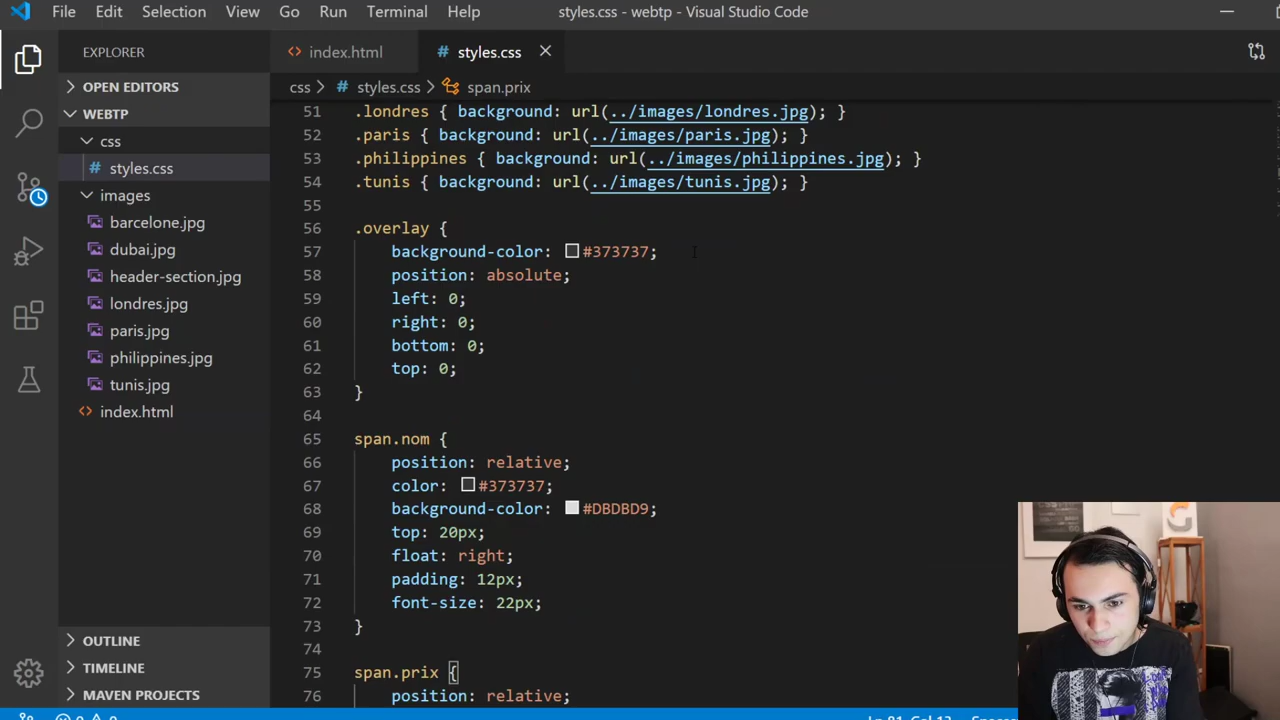 File Edit Selection View Go Run Terminal Help styles.css - webtp - Visual Studio Code
EXPLORER
index.html
# styles.css
OPEN EDITORS
WEBTP
css
# styles.css
images
barcelone.jpg
dubai.jpg
header-section.jpg
londres.jpg
paris.jpg
philippines.jpg
tunis.jpg
index.html
OUTLINE
TIMELINE
MAVEN PROJECTS
css > # styles.css > span.prix
51 .londres { background: url(../images/londres.jpg); }
52 .paris { background: url(../images/paris.jpg); }
53 .philippines { background: url(../images/philippines.jpg); }
54 .tunis { background: url(../images/tunis.jpg); }
55
56 .overlay {
57 background-color: #373737;
58 position: absolute;
59 left: 0;
60 right: 0;
61 bottom: 0;
62 top: 0;
63 }
64
65 span.nom {
66 position: relative;
67 color: #373737;
68 background-color: #DBDBD9;
69 top: 20px;
70 float: right;
71 padding: 12px;
72 font-size: 22px;
73 }
74
75 span.prix {
76 position: relative;